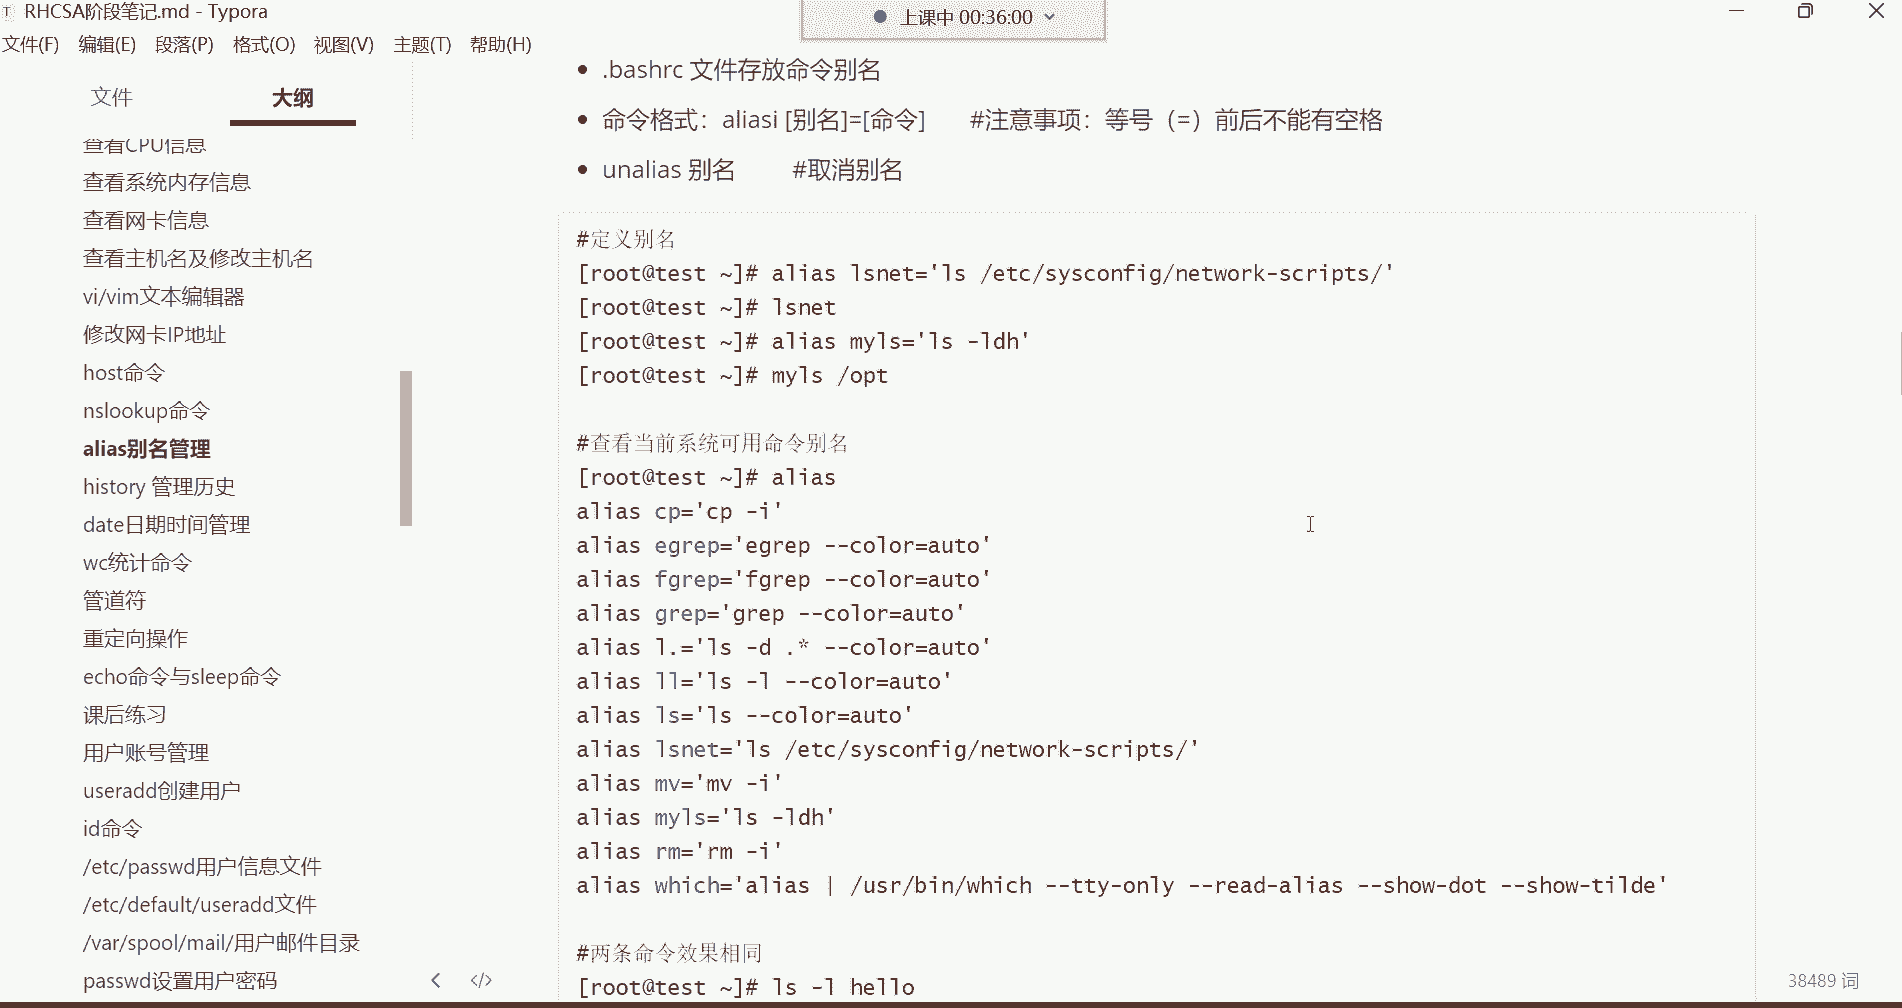 RHCSA阶段笔记.md - Typora
上课中 00:36:00
文件(F) 编辑(E) 段落(P) 格式(O) 视图(V) 主题(T) 帮助(H)
文件 大纲
查看CPU信息
查看系统内存信息
查看网卡信息
查看主机名及修改主机名
vi/vim文本编辑器
修改网卡IP地址
host命令
nslookup命令
alias别名管理
history 管理历史
date日期时间管理
wc统计命令
管道符
重定向操作
echo命令与sleep命令
课后练习
用户账号管理
useradd创建用户
id命令
/etc/passwd用户信息文件
/etc/default/useradd文件
/var/spool/mail/用户邮件目录
passwd设置用户密码
.bashrc 文件存放命令别名
命令格式：aliasi [别名]=[命令] #注意事项：等号（=）前后不能有空格
unalias 别名 #取消别名
#定义别名
[root@test ~]# alias lsnet='ls /etc/sysconfig/network-scripts/'
[root@test ~]# lsnet
[root@test ~]# alias myls='ls -ldh'
[root@test ~]# myls /opt
#查看当前系统可用命令别名
[root@test ~]# alias
alias cp='cp -i'
alias egrep='egrep --color=auto'
alias fgrep='fgrep --color=auto'
alias grep='grep --color=auto'
alias l.='ls -d .* --color=auto'
alias ll='ls -l --color=auto'
alias ls='ls --color=auto'
alias lsnet='ls /etc/sysconfig/network-scripts/'
alias mv='mv -i'
alias myls='ls -ldh'
alias rm='rm -i'
alias which='alias | /usr/bin/which --tty-only --read-alias --show-dot --show-tilde'
#两条命令效果相同
[root@test ~]# ls -l hello
38489 词